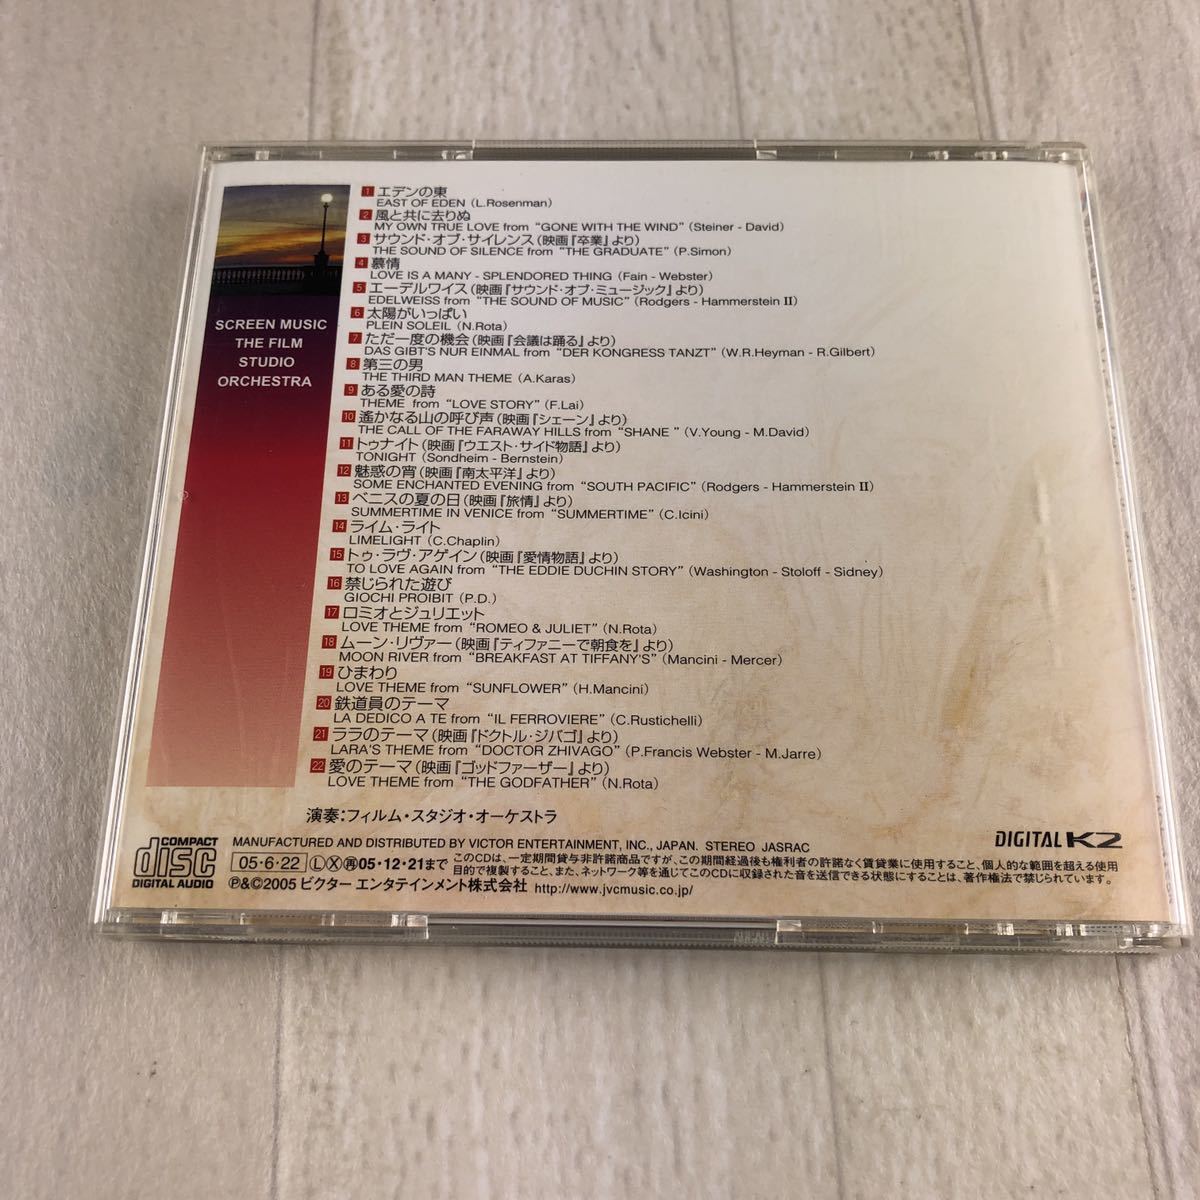 SCREEN MUSIC
THE FILM
STUDIO
ORCHESTRA
1 エデンの東
EAST OF EDEN (L.Rosenman)
2 風と共に去りぬ
MY OWN TRUE LOVE from “GONE WITH THE WIND” (Steiner - David)
3 サウンド・オブ・サイレンス(映画『卒業』より)
THE SOUND OF SILENCE from “THE GRADUATE” (P.Simon)
4 慕情
LOVE IS A MANY - SPLENDORED THING (Fain - Webster)
5 エーデルワイス(映画『サウンド・オブ・ミュージック』より)
EDELWEISS from “THE SOUND OF MUSIC” (Rodgers - Hammerstein II)
6 太陽がいっぱい
PLEIN SOLEIL (N.Rota)
7 ただ一度の機会(映画『会議は踊る』より)
DAS GIBT'S NUR EINMAL from “DER KONGRESS TANZT” (W.R.Heyman - R.Gilbert)
8 第三の男
THE THIRD MAN THEME (A.Karas)
9 ある愛の詩
THEME from “LOVE STORY” (F.Lai)
10 遙かなる山の呼び声(映画『シェーン』より)
THE CALL OF THE FARAWAY HILLS from “SHANE ” (V.Young - M.David)
11 トゥナイト(映画『ウエスト・サイド物語』より)
TONIGHT (Sondheim - Bernstein)
12 魅惑の宵(映画『南太平洋』より)
SOME ENCHANTED EVENING from “SOUTH PACIFIC” (Rodgers - Hammerstein II)
13 ベニスの夏の日(映画『旅情』より)
SUMMERTIME IN VENICE from “SUMMERTIME” (C.Icini)
14 ライム・ライト
LIMELIGHT (C.Chaplin)
15 トゥ・ラヴ・アゲイン(映画『愛情物語』より)
TO LOVE AGAIN from “THE EDDIE DUCHIN STORY” (Washington - Stoloff - Sidney)
16 禁じられた遊び
GIOCHI PROIBIT (P.D.)
17 ロミオとジュリエット
LOVE THEME from “ROMEO & JULIET” (N.Rota)
18 ムーン・リヴァー(映画『ティファニーで朝食を』より)
MOON RIVER from “BREAKFAST AT TIFFANY'S” (Mancini - Mercer)
19 ひまわり
LOVE THEME from “SUNFLOWER” (H.Mancini)
20 鉄道員のテーマ
LA DEDICO A TE from “IL FERROVIERE” (C.Rustichelli)
21 ララのテーマ(映画『ドクトル・ジバゴ』より)
LARA'S THEME from “DOCTOR ZHIVAGO” (P.Francis Webster - M.Jarre)
22 愛のテーマ(映画『ゴッドファーザー』より)
LOVE THEME from “THE GODFATHER” (N.Rota)
演奏:フィルム・スタジオ・オーケストラ
COMPACT
disc
DIGITAL AUDIO
MANUFACTURED AND DISTRIBUTED BY VICTOR ENTERTAINMENT, INC., JAPAN. STEREO JASRAC
DIGITAL K2
05・6・22 Ⓛ Ⓧ 再 05・12・21まで
このCDは、一定期間貸与非許諾商品ですが、この期間経過後も権利者の許諾なく賃貸業に使用すること、個人的な範囲を超える使用
目的で複製すること、また、ネットワーク等を通じてこのCDに収録された音を送信できる状態にすることは、著作権法で禁じられています。
℗&©2005 ビクター エンタテインメント株式会社 http://www.jvcmusic.co.jp/